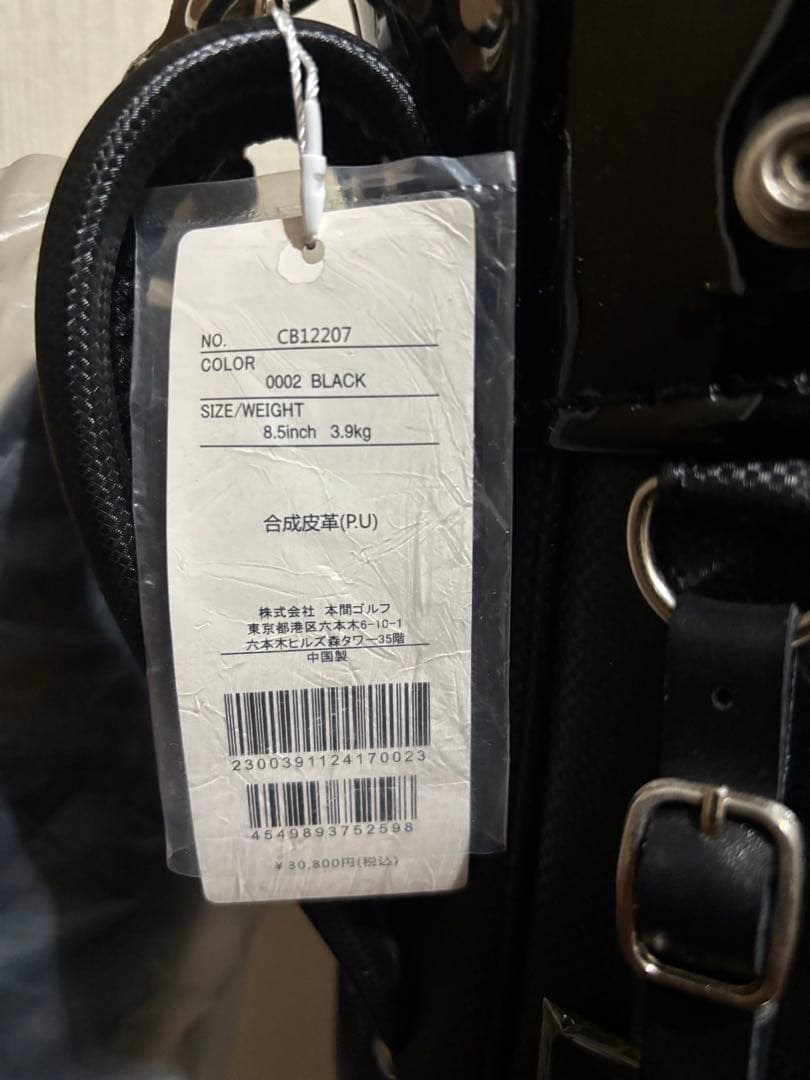 NO. CB12207
COLOR
0002 BLACK
SIZE/WEIGHT
8.5inch 3.9kg
合成皮革(P.U)
株式会社 本間ゴルフ
東京都港区六本木6-10-1
六本木ヒルズ森タワー35階
中国製
2300391124170023
4549893752598
¥30,800円(税込)